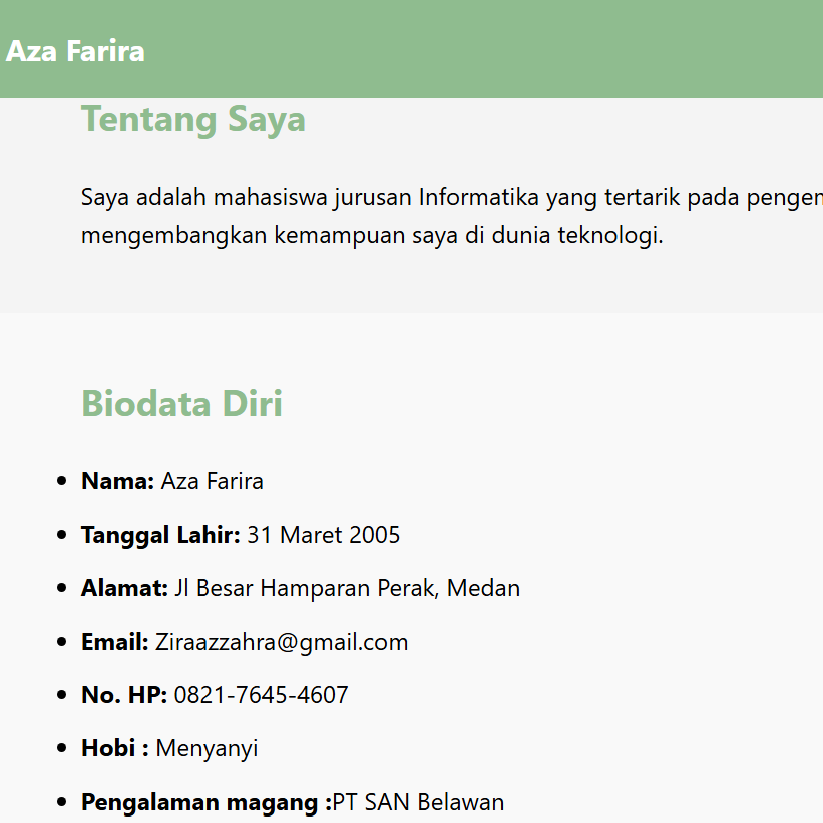 Aza Farira
Tentang Saya
Saya adalah mahasiswa jurusan Informatika yang tertarik pada
mengembangkan kemampuan saya di dunia teknologi.
Biodata Diri
Nama: Aza Farira
Tanggal Lahir: 31 Maret 2005
Alamat: Jl Besar Hamparan Perak, Medan
Email: Ziraazzahra@gmail.com
No. HP: 0821-7645-4607
Hobi : Menyanyi
Pengalaman magang :PT SAN Belawan